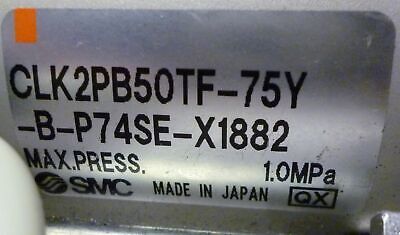 CLK2PB50TF-75Y
-B-P74SE-X1882
MAX.PRESS. 1.0MPa
SMC MADE IN JAPAN QX